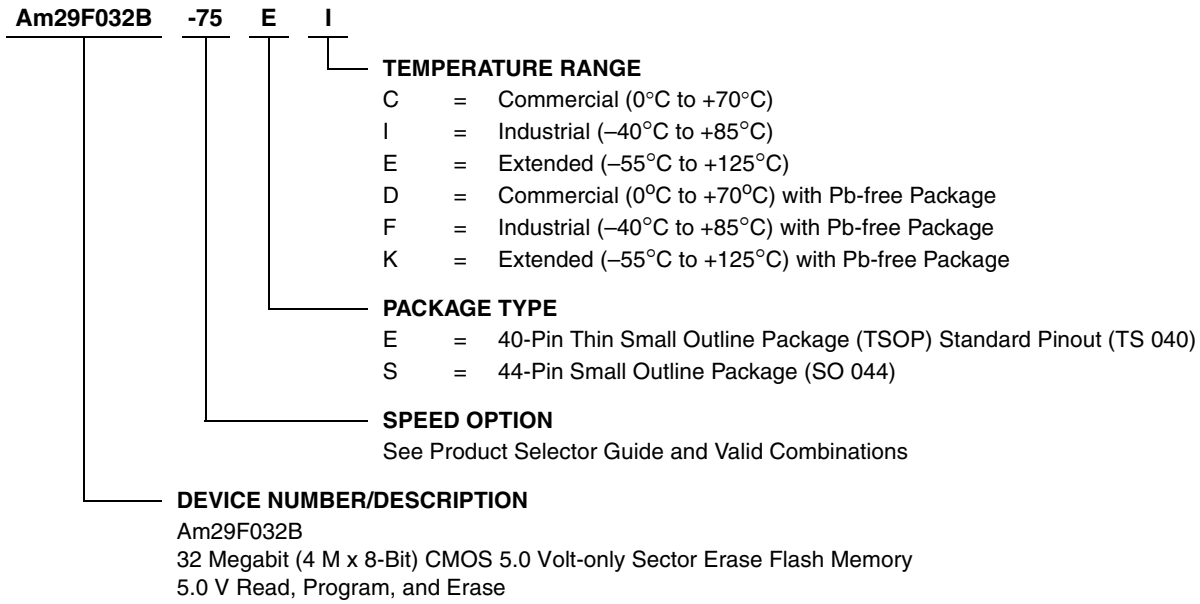 Am29F032B -75 E I
TEMPERATURE RANGE
C = Commercial (0°C to +70°C)
I = Industrial (–40°C to +85°C)
E = Extended (–55°C to +125°C)
D = Commercial (0oC to +70oC) with Pb-free Package
F = Industrial (–40°C to +85°C) with Pb-free Package
K = Extended (–55°C to +125°C) with Pb-free Package
PACKAGE TYPE
E = 40-Pin Thin Small Outline Package (TSOP) Standard Pinout (TS 040)
S = 44-Pin Small Outline Package (SO 044)
SPEED OPTION
See Product Selector Guide and Valid Combinations
DEVICE NUMBER/DESCRIPTION
Am29F032B
32 Megabit (4 M x 8-Bit) CMOS 5.0 Volt-only Sector Erase Flash Memory
5.0 V Read, Program, and Erase